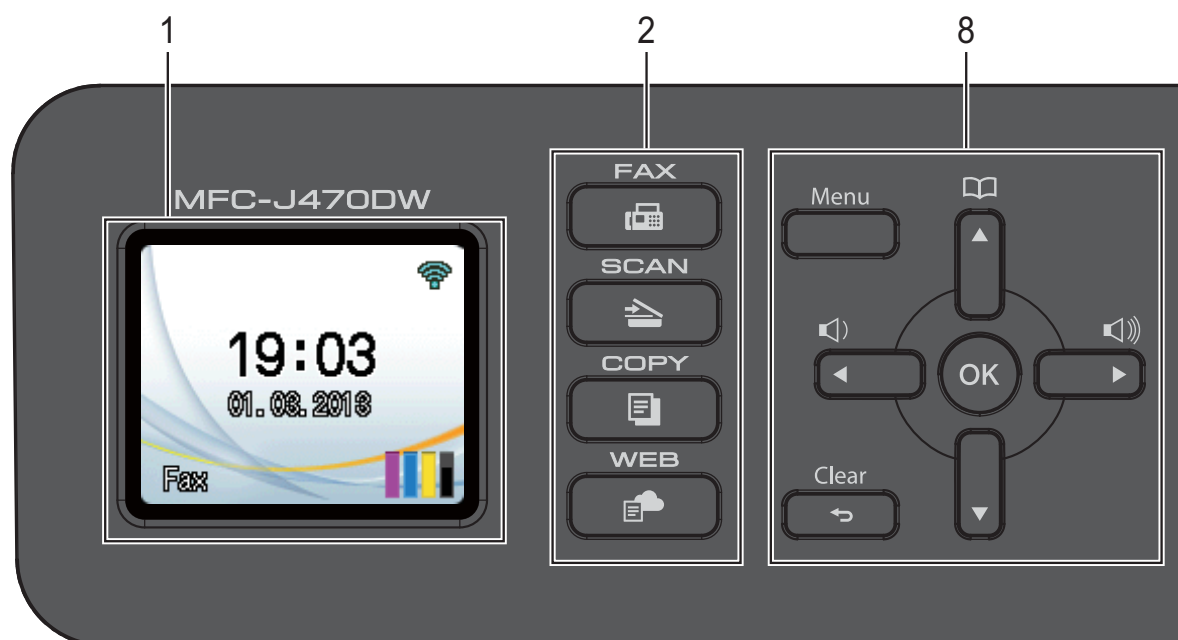 1
2
8
MFC-J470DW
19:03
01.03.2013
Fax
FAX
SCAN
COPY
WEB
Menu
OK
Clear